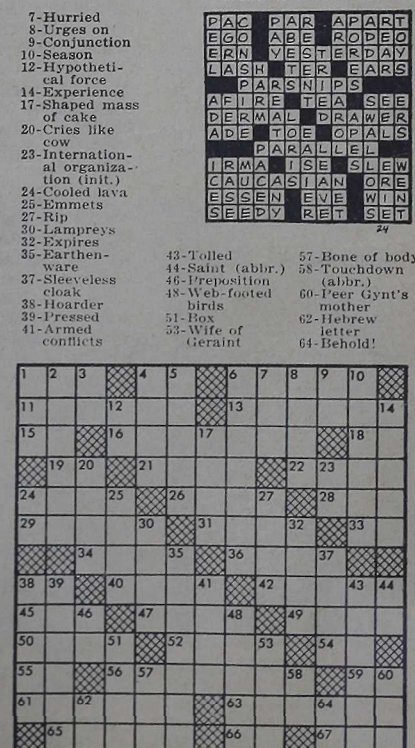 7-Hurried
8-Urges on
9-Conjunction
10-Season
12-Hypotheti-
cal force
14-Experience
17-Shaped mass
of cake
20-Cries like
cow
23-Internation-
al organiza-
tion (init.)
24-Cooled lava
25-Emmets
27-Rip
30-Lampreys
32-Expires
35-Earthen-
ware
37-Sleeveless
cloak
38-Hoarder
39-Pressed
41-Armed
conflicts
PAC PAR APART
EGO ABE RODEO
ERN YESTERDAY
LASH TER EARS
PARSNIPS
AFIRE TEA SEE
DERMAL DRAWER
ADE TOE OPALS
PARALLEL
IRMA ISE SLEW
CAUCASIAN ORE
ESSEN EVE WIN
SEEDY RET SET
24
43-Tolled
44-Saint (abbr.)
46-Preposition
48-Web-footed
birds
51-Box
53-Wife of
Geraint
57-Bone of body
58-Touchdown
(abbr.)
60-Peer Gynt's
mother
62-Hebrew
letter
64-Behold!
1 2 3 4 5 6 7 8 9 10
11 12 13 14
15 16 17 18
19 20 21 22 23
24 25 26 27 28
29 30 31 32 33
34 35 36 37
38 39 40 41 42 43 44
45 46 47 48 49
50 51 52 53 54
55 56 57 58 59 60
61 62 63 64
65 66 67